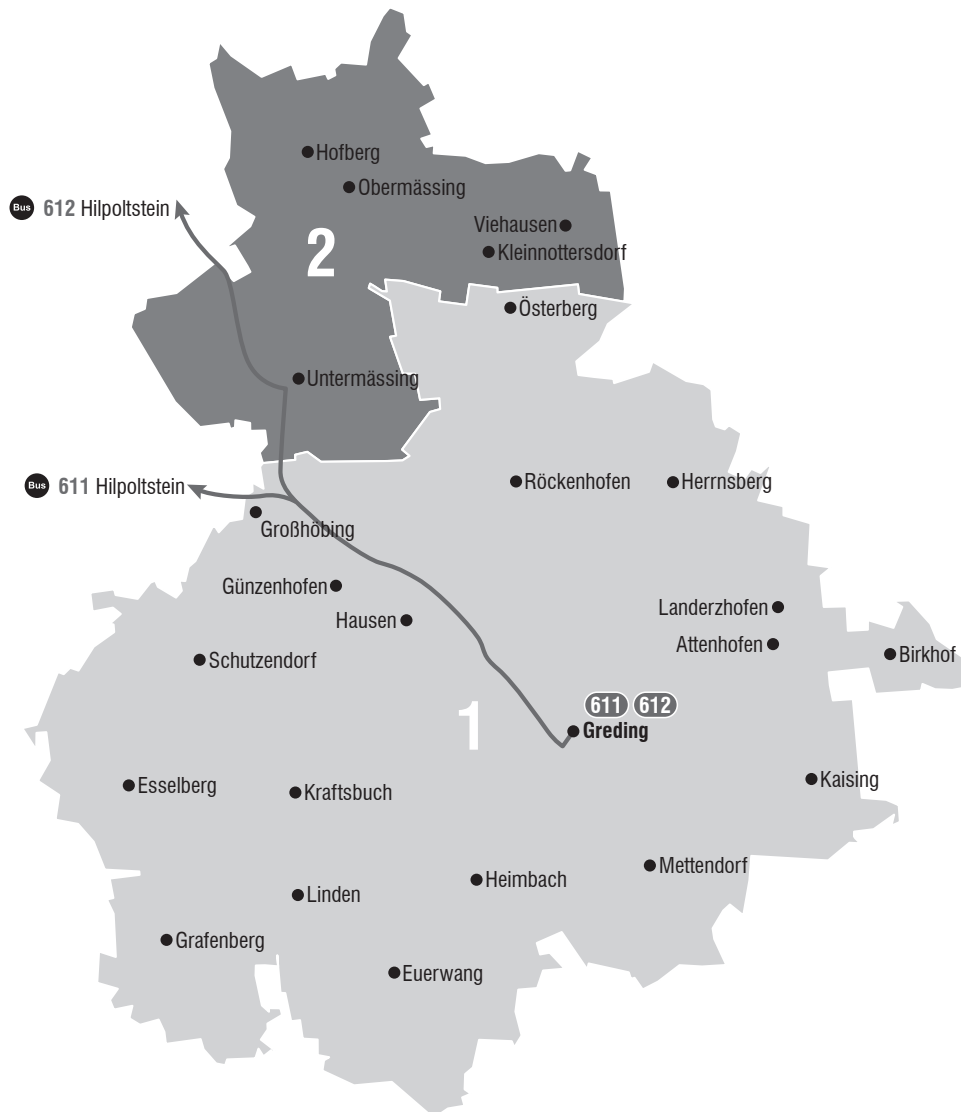 Hofberg
Obermässing
Bus 612 Hilpoltstein
Viehausen
2
Kleinnottersdorf
Österberg
Untermässing
Bus 611 Hilpoltstein
Röckenhofen
Herrnsberg
Großhöbing
Günzenhofen
Landerzhofen
Hausen
Attenhofen
Birkhof
Schutzendorf
611 612
1
Greding
Kaising
Esselberg
Kraftsbuch
Mettendorf
Heimbach
Linden
Grafenberg
Euerwang